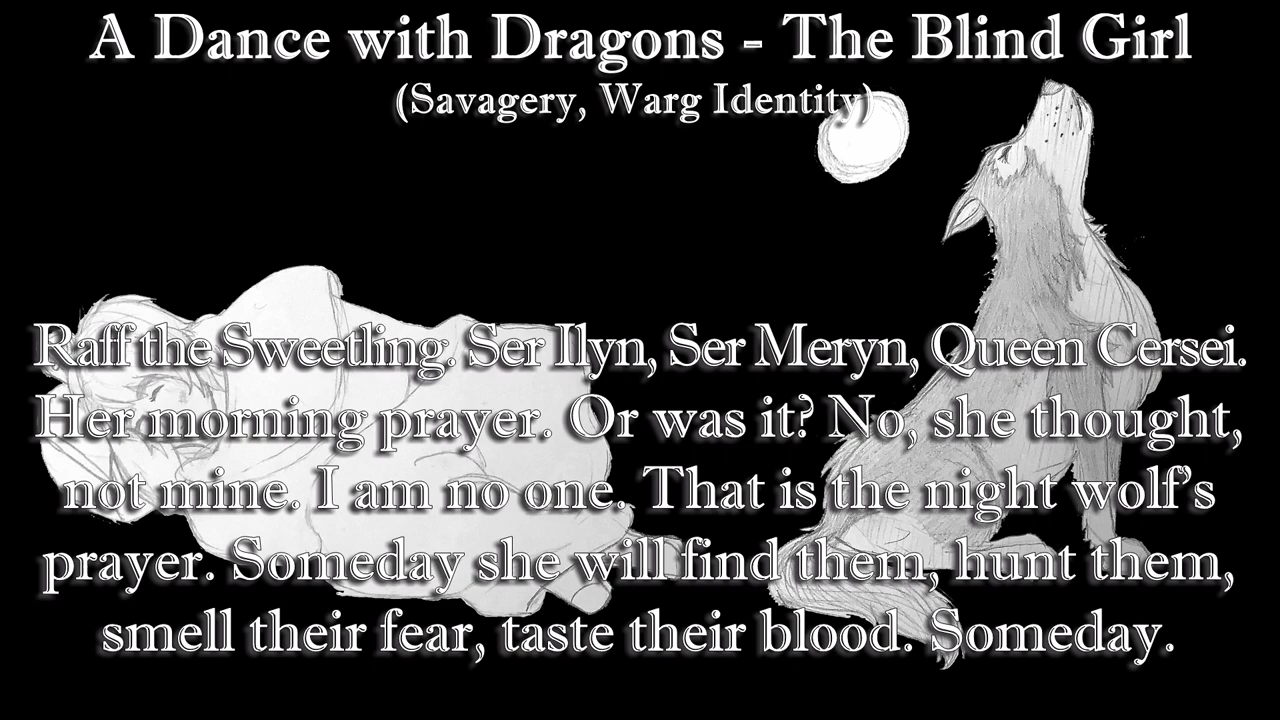 A Dance with Dragons - The Blind Girl
(Savagery, Warg Identity)
Raff the Sweetling. Ser Ilyn, Ser Meryn, Queen Cersei.
Her morning prayer. Or was it? No, she thought,
not mine. I am no one. That is the night wolf’s
prayer. Someday she will find them, hunt them,
smell their fear, taste their blood. Someday.